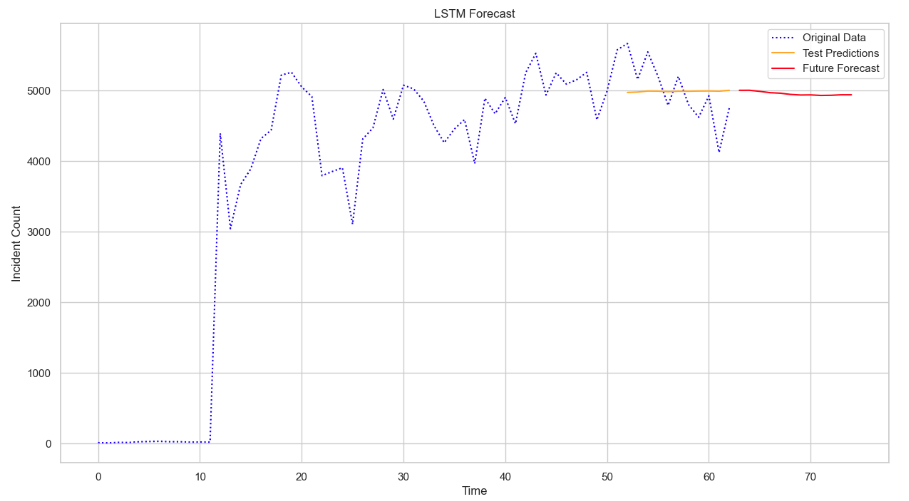 LSTM Forecast
Original Data
Test Predictions
Future Forecast
Incident Count
5000
4000
3000
2000
1000
0
0 10 20 30 40 50 60 70
Time